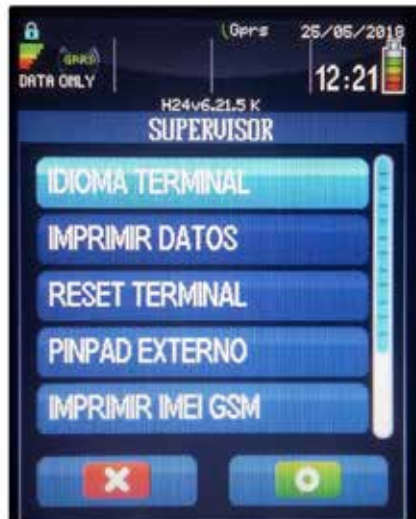 Gprs 25/05/2018
GPRS
DATA ONLY 12:21
H24v6.21.5 K
SUPERVISOR
IDIOMA TERMINAL
IMPRIMIR DATOS
RESET TERMINAL
PINPAD EXTERNO
IMPRIMIR IMEI GSM